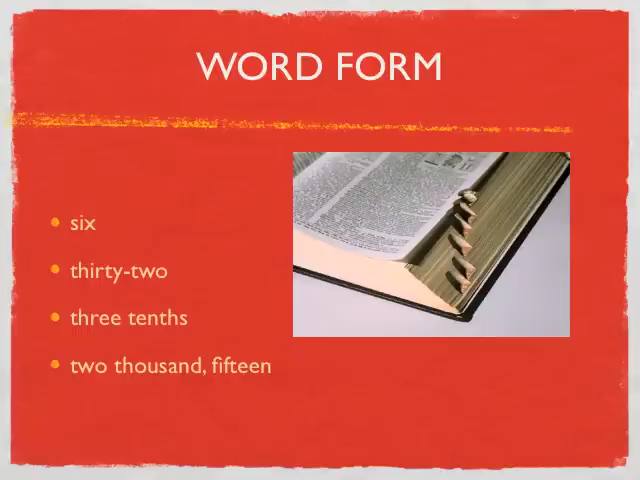 WORD FORM
six
thirty-two
three tenths
two thousand, fifteen